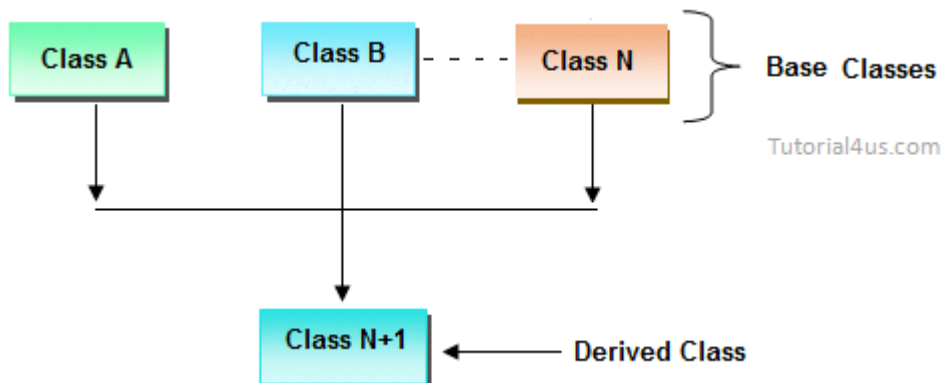 Class A
Class B
Class N
Base Classes
Tutorial4us.com
Class N+1
Derived Class